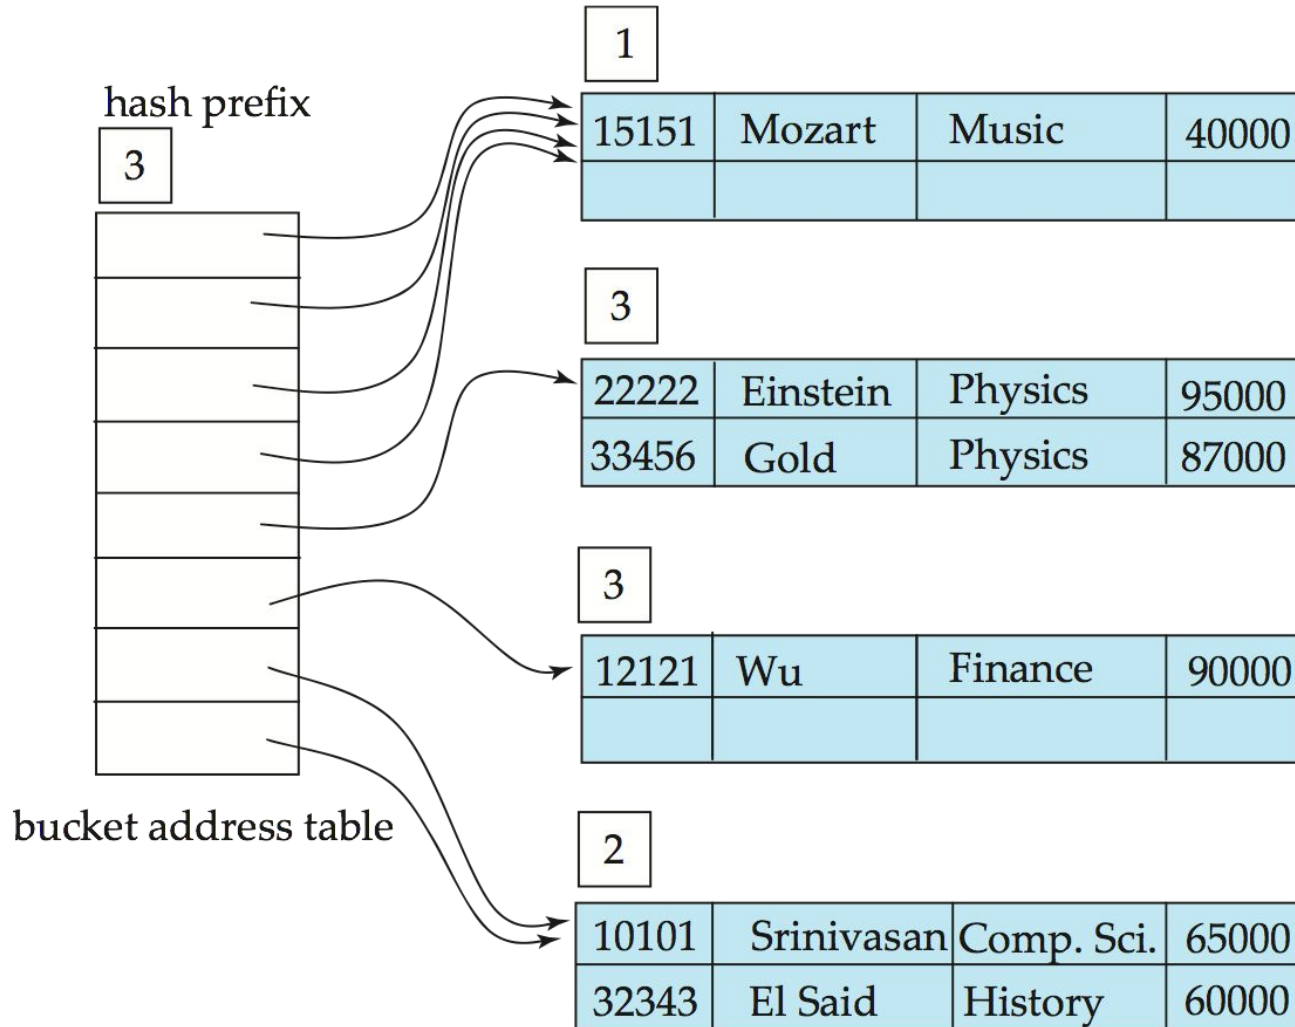 hash prefix
3
bucket address table
1
15151 Mozart Music 40000
3
22222 Einstein Physics 95000
33456 Gold Physics 87000
3
12121 Wu Finance 90000
2
10101 Srinivasan Comp. Sci. 65000
32343 El Said History 60000